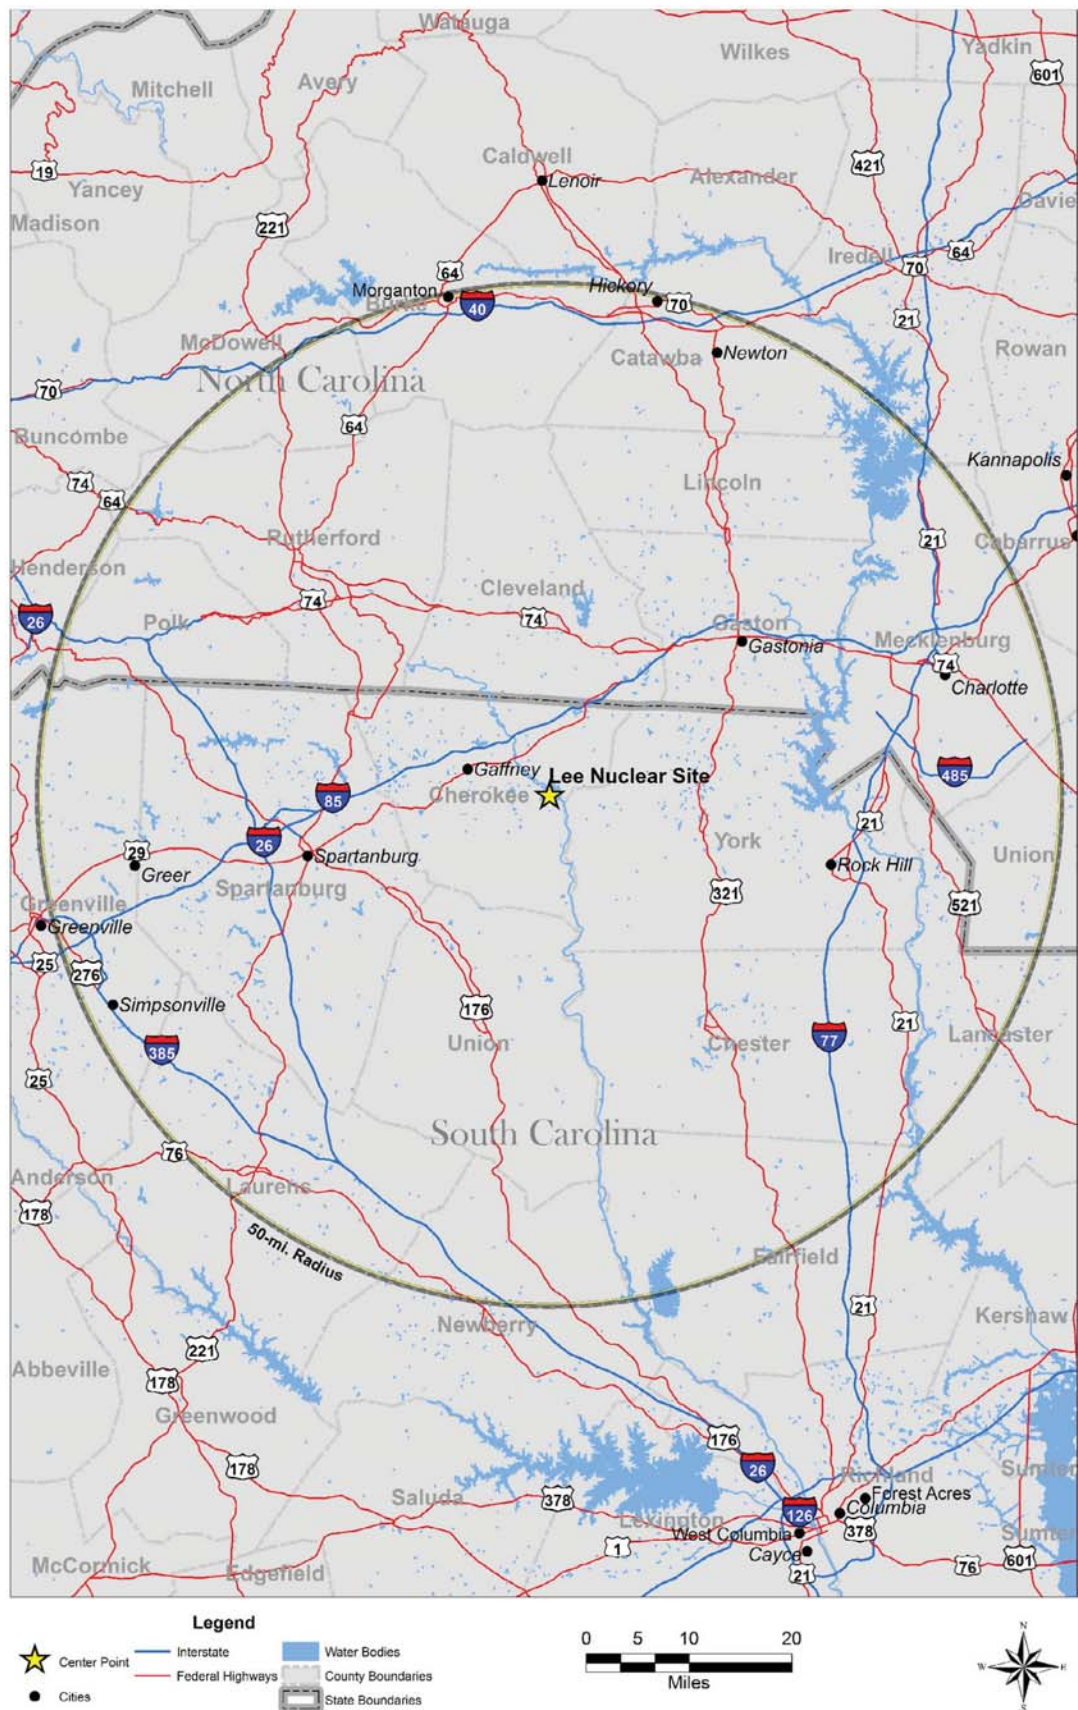 Watauga
Wilkes
Yadkin
601
Mitchell
Avery
421
Caldwell
19
Yancey
Lenoir
Alexander
Davie
Madison
221
Iredell
64
70
64
Morganton
Burke
40
Hickory
70
21
McDowell
Catawba
Newton
Rowan
North Carolina
70
64
Buncombe
Kannapolis
74
64
Lincoln
21
Cabarrus
Rutherford
Henderson
Cleveland
74
26
Polk
74
Gaston
Mecklenburg
Gastonia
74
Charlotte
Gaffney
Lee Nuclear Site
485
Cherokee
85
21
26
York
29
Spartanburg
Union
Greer
Rock Hill
Spartanburg
321
521
Greenville
Greenville
25
276
Simpsonville
176
21
385
Union
Chester
77
Lancaster
25
South Carolina
76
Anderson
Laurens
178
50-mi. Radius
Fairfield
21
Kershaw
Newberry
221
Abbeville
178
Greenwood
176
178
26
Richland
Sumter
Saluda
378
Forest Acres
126
Columbia
Lexington
West Columbia
378
Sumter
1
Cayce
601
McCormick
Edgefield
21
76
Legend
Center Point
Cities
Interstate
Federal Highways
Water Bodies
County Boundaries
State Boundaries
0 5 10 20
Miles
N
W E
S